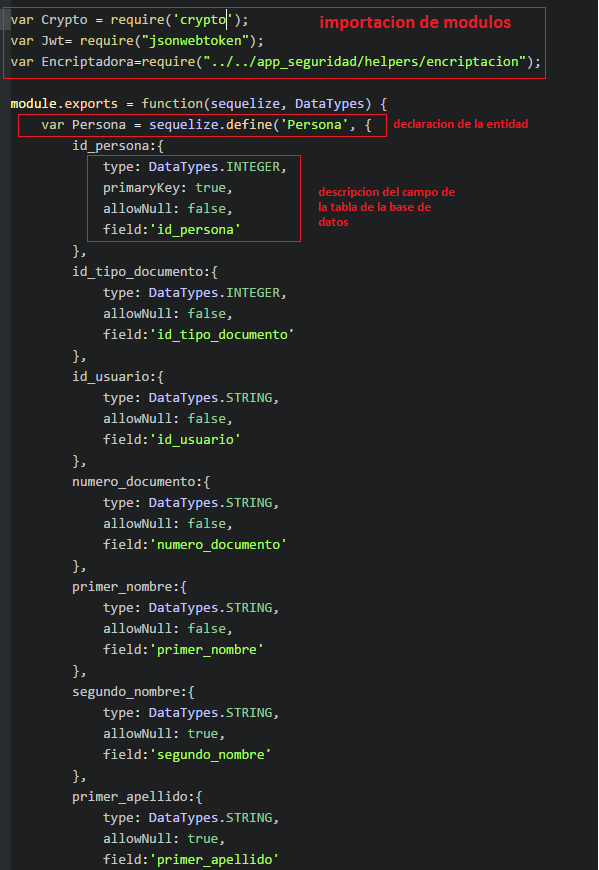 var Crypto = require('crypto');
importacion de modulos
var Jwt= require("jsonwebtoken");
var Encriptadora=require("../../app_seguridad/helpers/encriptacion");
module.exports = function(sequelize, DataTypes) {
var Persona = sequelize.define('Persona', {
declaracion de la entidad
id_persona:{
type: DataTypes.INTEGER,
primaryKey: true,
allowNull: false,
field:'id_persona'
descripcion del campo de
la tabla de la base de
datos
},
id_tipo_documento:{
type: DataTypes.INTEGER,
allowNull: false,
field:'id_tipo_documento'
},
id_usuario:{
type: DataTypes.STRING,
allowNull: false,
field:'id_usuario'
},
numero_documento:{
type: DataTypes.STRING,
allowNull: false,
field:'numero_documento'
},
primer_nombre:{
type: DataTypes.STRING,
allowNull: false,
field:'primer_nombre'
},
segundo_nombre:{
type: DataTypes.STRING,
allowNull: true,
field:'segundo_nombre'
},
primer_apellido:{
type: DataTypes.STRING,
allowNull: true,
field:'primer_apellido'